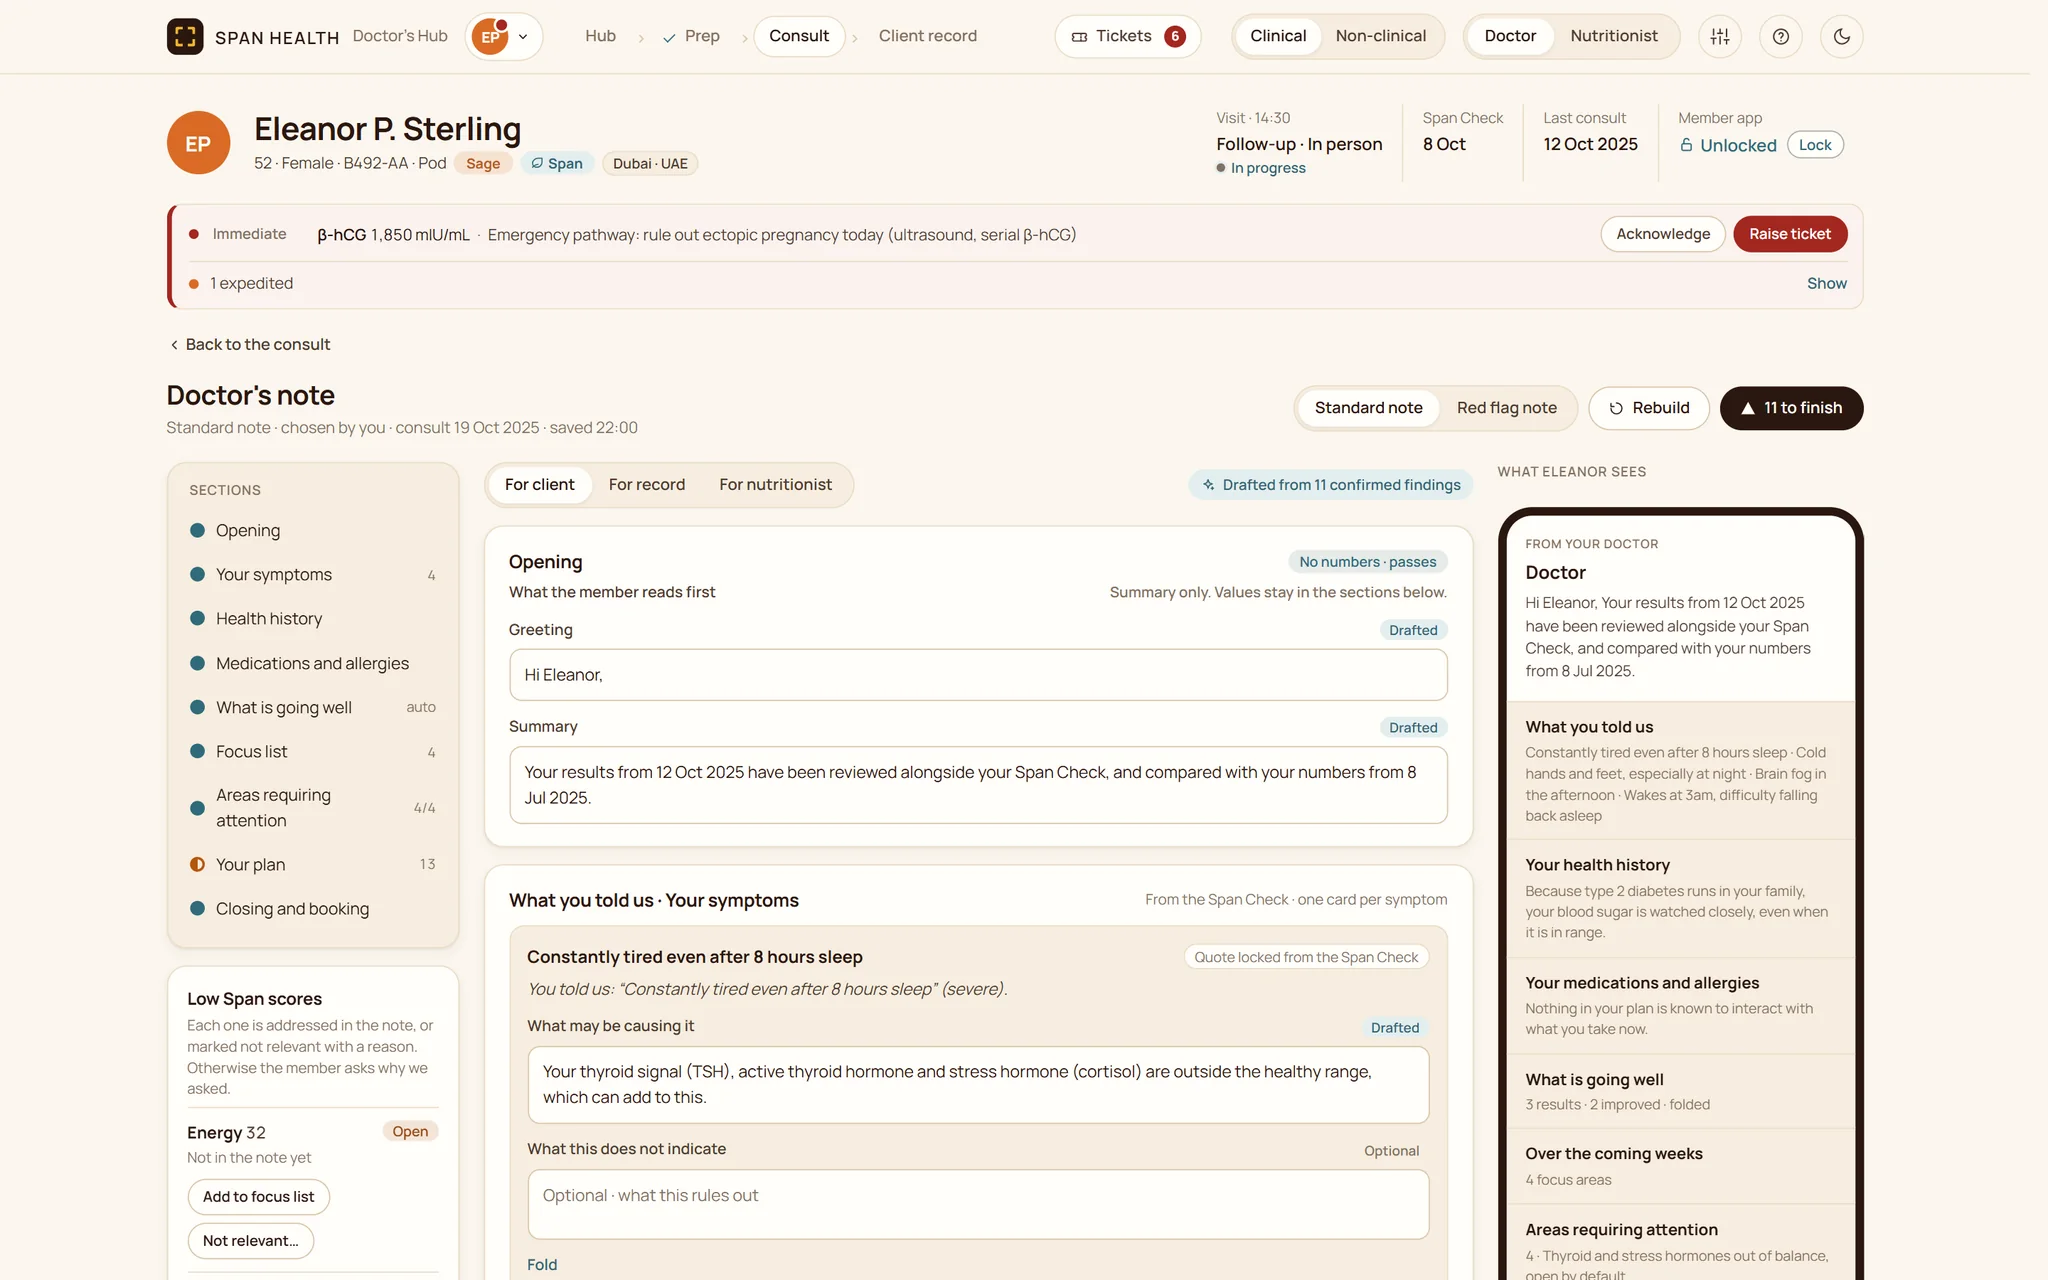 SPAN HEALTH Doctor's Hub EP Hub Prep Consult Client record Tickets 6 Clinical Non-clinical Doctor Nutritionist
EP
Eleanor P. Sterling
52 · Female · B492-AA · Pod Sage Span Dubai · UAE
Visit · 14:30
Follow-up · In person
In progress
Span Check
8 Oct
Last consult
12 Oct 2025
Member app
Unlocked Lock
Immediate β-hCG 1,850 mIU/mL · Emergency pathway: rule out ectopic pregnancy today (ultrasound, serial β-hCG) Acknowledge Raise ticket
1 expedited Show
Back to the consult
Doctor's note
Standard note · chosen by you · consult 19 Oct 2025 · saved 22:00
Standard note Red flag note Rebuild 11 to finish
SECTIONS
Opening
Your symptoms 4
Health history
Medications and allergies
What is going well auto
Focus list 4
Areas requiring
attention 4/4
Your plan 13
Closing and booking
Low Span scores
Each one is addressed in the note, or
marked not relevant with a reason.
Otherwise the member asks why we
asked.
Energy 32 Open
Not in the note yet
Add to focus list
Not relevant...
For client For record For nutritionist Drafted from 11 confirmed findings
Opening No numbers · passes
What the member reads first Summary only. Values stay in the sections below.
Greeting Drafted
Hi Eleanor,
Summary Drafted
Your results from 12 Oct 2025 have been reviewed alongside your Span Check, and compared with your numbers from 8
Jul 2025.
What you told us · Your symptoms From the Span Check · one card per symptom
Constantly tired even after 8 hours sleep Quote locked from the Span Check
You told us: “Constantly tired even after 8 hours sleep” (severe).
What may be causing it Drafted
Your thyroid signal (TSH), active thyroid hormone and stress hormone (cortisol) are outside the healthy range,
which can add to this.
What this does not indicate Optional
Optional · what this rules out
Fold
WHAT ELEANOR SEES
FROM YOUR DOCTOR
Doctor
Hi Eleanor, Your results from 12 Oct 2025
have been reviewed alongside your Span
Check, and compared with your numbers
from 8 Jul 2025.
What you told us
Constantly tired even after 8 hours sleep · Cold
hands and feet, especially at night · Brain fog in
the afternoon · Wakes at 3am, difficulty falling
back asleep
Your health history
Because type 2 diabetes runs in your family,
your blood sugar is watched closely, even when
it is in range.
Your medications and allergies
Nothing in your plan is known to interact with
what you take now.
What is going well
3 results · 2 improved · folded
Over the coming weeks
4 focus areas
Areas requiring attention
4 · Thyroid and stress hormones out of balance,
open by default